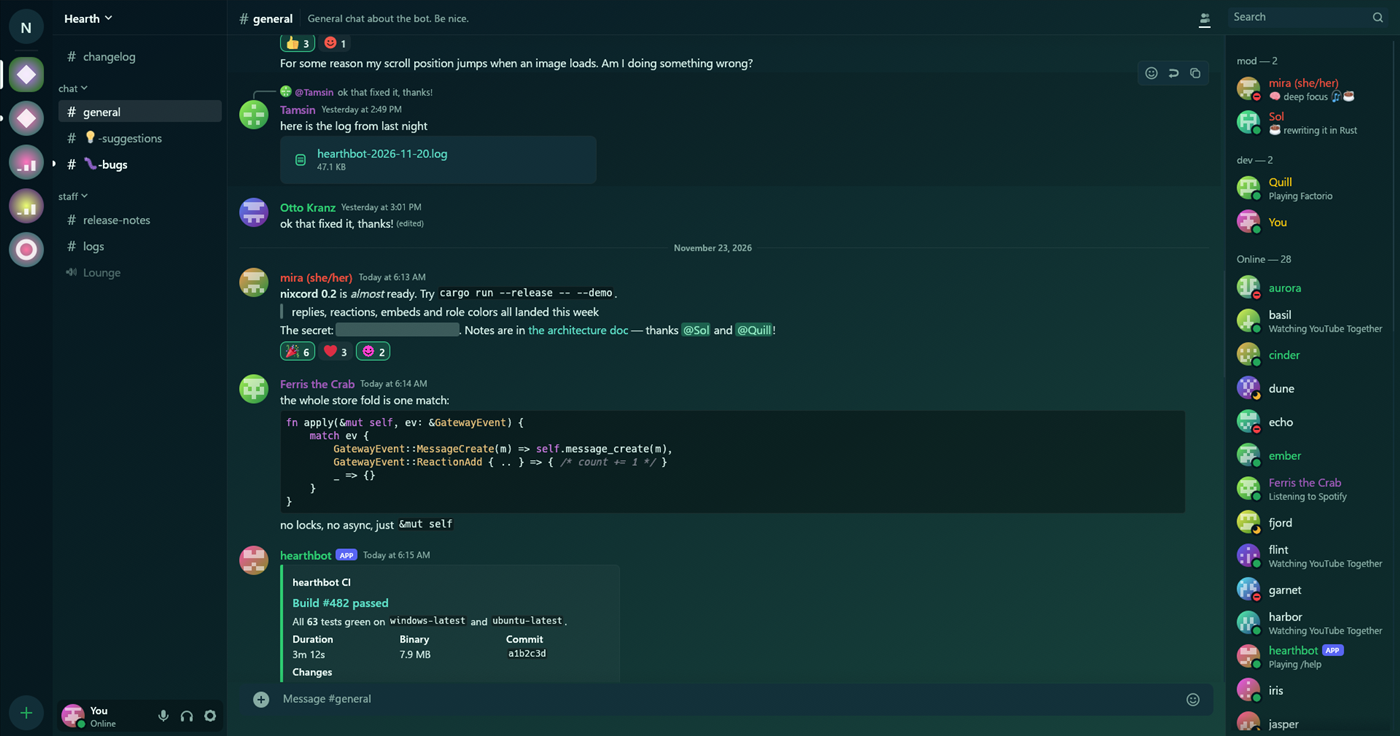 N
Hearth
changelog
chat
# general
# -suggestions
# -bugs
staff
# release-notes
# logs
Lounge
You
Online
# general
General chat about the bot. Be nice.
3
1
For some reason my scroll position jumps when an image loads. Am I doing something wrong?
@Tamsin ok that fixed it, thanks!
Tamsin Yesterday at 2:49 PM
here is the log from last night
hearthbot-2026-11-20.log
47.1 KB
Otto Kranz Yesterday at 3:01 PM
ok that fixed it, thanks! (edited)
November 23, 2026
mira (she/her) Today at 6:13 AM
nixcord 0.2 is almost ready. Try cargo run --release -- --demo.
replies, reactions, embeds and role colors all landed this week
The secret: . Notes are in the architecture doc — thanks @Sol and @Quill!
6
3
2
Ferris the Crab Today at 6:14 AM
the whole store fold is one match:
fn apply(&mut self, ev: &GatewayEvent) {
    match ev {
        GatewayEvent::MessageCreate(m) => self.message_create(m),
        GatewayEvent::ReactionAdd { .. } => { /* count += 1 */ }
        _ => {}
    }
}
no locks, no async, just &mut self
hearthbot APP Today at 6:15 AM
hearthbot CI
Build #482 passed
All 63 tests green on windows-latest and ubuntu-latest.
Duration Binary Commit
3m 12s 7.9 MB a1b2c3d
Changes
Message #general
Search
mod — 2
mira (she/her)
deep focus
Sol
rewriting it in Rust
dev — 2
Quill
Playing Factorio
You
Online — 28
aurora
basil
Watching YouTube Together
cinder
dune
echo
ember
Ferris the Crab
Listening to Spotify
fjord
flint
Watching YouTube Together
garnet
harbor
Watching YouTube Together
hearthbot APP
Playing /help
iris
jasper